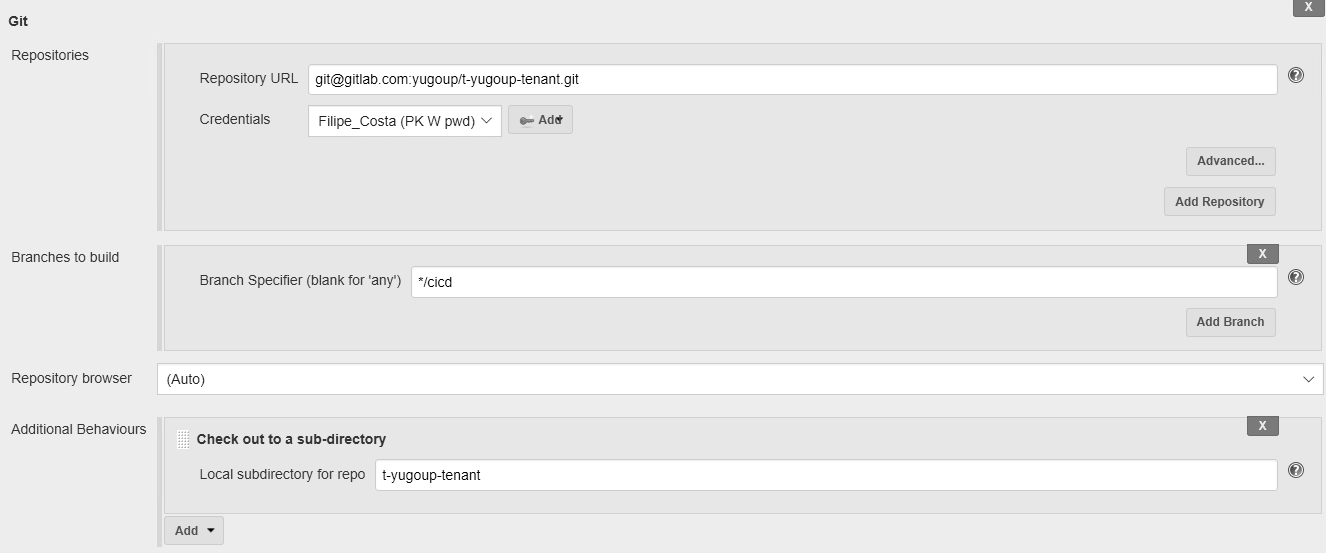 X
Git
Repositories
Repository URL git@gitlab.com:yugoup/t-yugoup-tenant.git
Credentials Filipe_Costa (PK W pwd) Add
Advanced...
Add Repository
Branches to build
X
Branch Specifier (blank for 'any') */cicd
Add Branch
Repository browser (Auto)
Additional Behaviours
X
Check out to a sub-directory
Local subdirectory for repo t-yugoup-tenant
Add